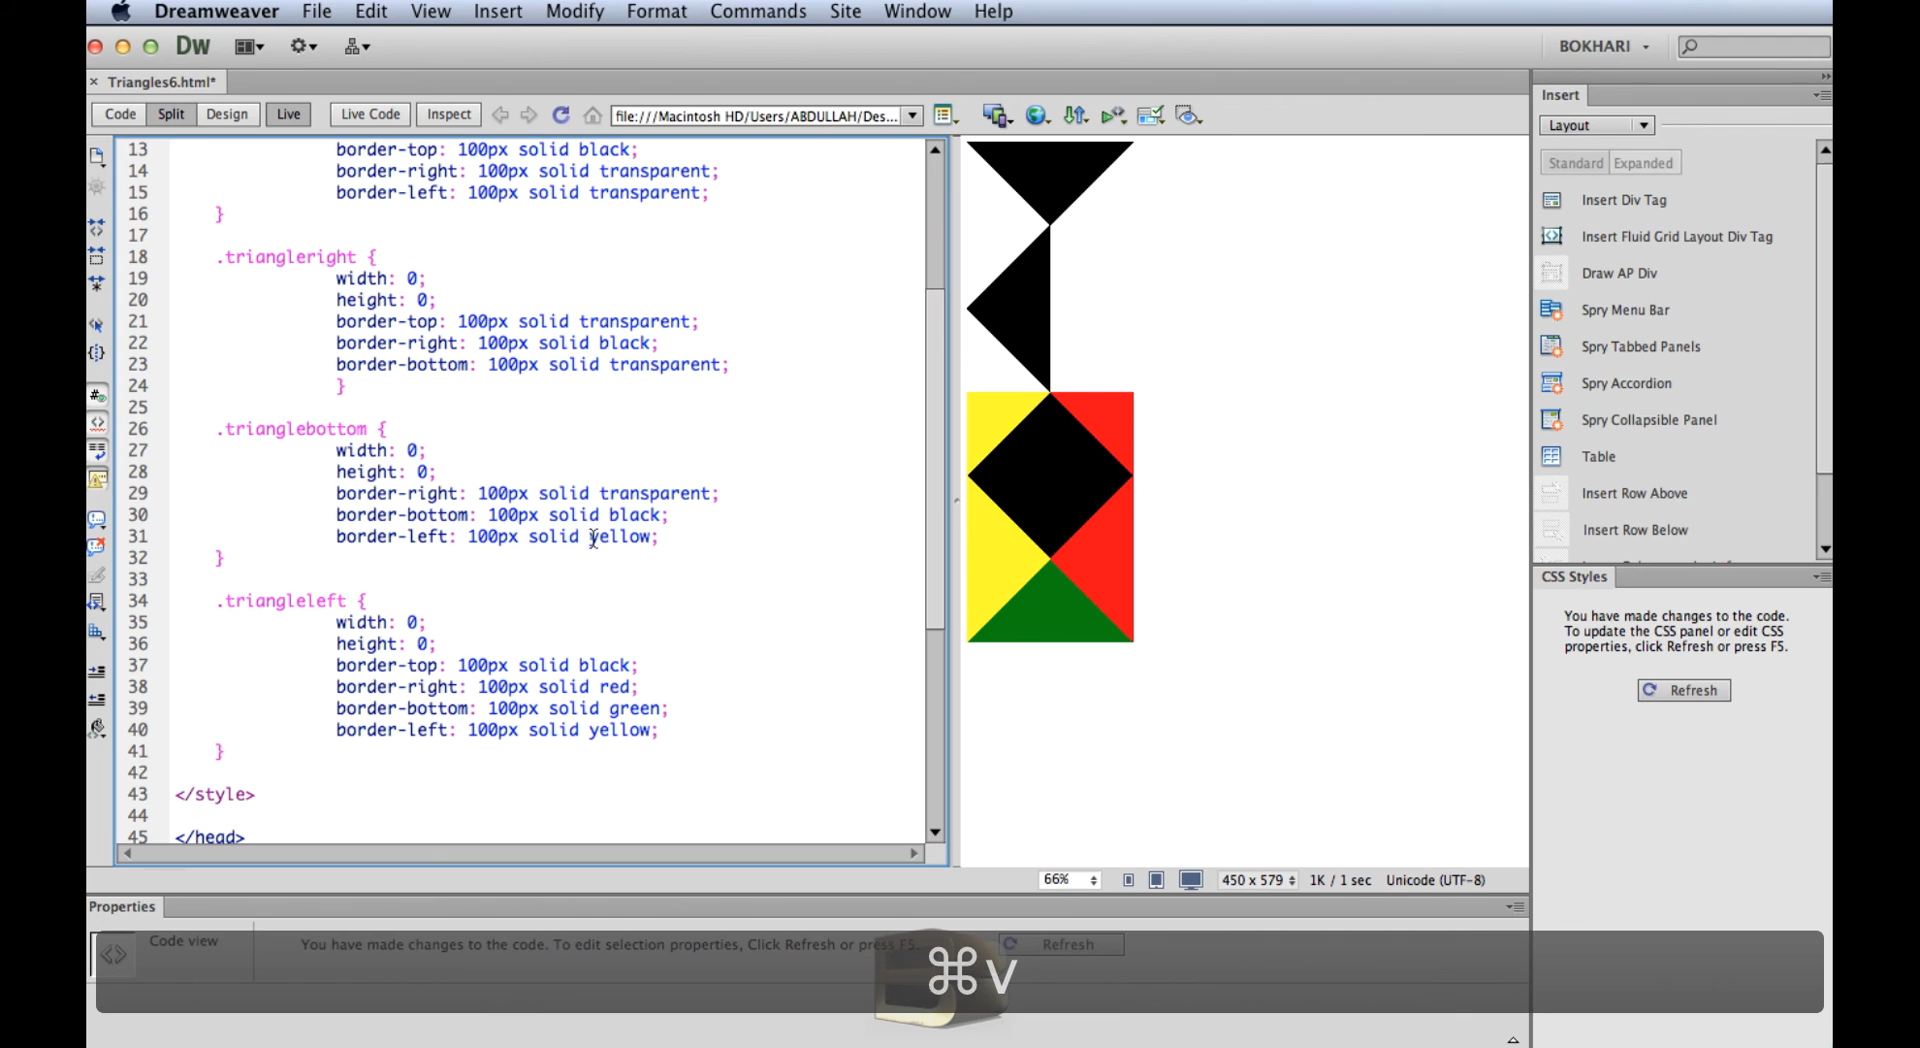 Dreamweaver File Edit View Insert Modify Format Commands Site Window Help
Dw BOKHARI
Triangles6.html*
Code Split Design Live Live Code Inspect file:///Macintosh HD/Users/ABDULLAH/Des...
13 border-top: 100px solid black;
14 border-right: 100px solid transparent;
15 border-left: 100px solid transparent;
16 }
17
18 .triangleright {
19 width: 0;
20 height: 0;
21 border-top: 100px solid transparent;
22 border-right: 100px solid black;
23 border-bottom: 100px solid transparent;
24 }
25
26 .trianglebottom {
27 width: 0;
28 height: 0;
29 border-right: 100px solid transparent;
30 border-bottom: 100px solid black;
31 border-left: 100px solid yellow;
32 }
33
34 .triangleleft {
35 width: 0;
36 height: 0;
37 border-top: 100px solid black;
38 border-right: 100px solid red;
39 border-bottom: 100px solid green;
40 border-left: 100px solid yellow;
41 }
42
43 </style>
44
45 </head>
66% 450 x 579 1K / 1 sec Unicode (UTF-8)
Insert
Layout
Standard Expanded
Insert Div Tag
Insert Fluid Grid Layout Div Tag
Draw AP Div
Spry Menu Bar
Spry Tabbed Panels
Spry Accordion
Spry Collapsible Panel
Table
Insert Row Above
Insert Row Below
CSS Styles
You have made changes to the code.
To update the CSS panel or edit CSS
properties, click Refresh or press F5.
Refresh
Properties
Code view You have made changes to the code. To edit selection properties, Click Refresh or press F5. Refresh
⌘V